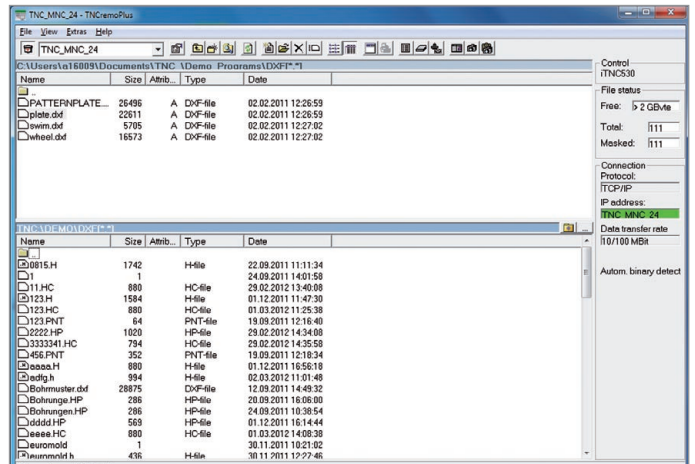 TNC_MNC_24 - TNCremoPlus
File View Extras Help
TNC_MNC_24
C:\Users\a16009\Documents\TNC \Demo Programs\DXF[*.*]
Name Size Attrib... Type Date
..
PATTERNPLATE.... 26496 A DXF-file 02.02.2011 12:26:59
plate.dxf 22611 A DXF-file 02.02.2011 12:26:59
swim.dxf 5705 A DXF-file 02.02.2011 12:27:02
wheel.dxf 16573 A DXF-file 02.02.2011 12:27:02
TNC:\DEMO\DXF[*.*]
Name Size Attrib... Type Date
..
0815.H 1742 H-file 22.09.2011 11:11:34
1 1 24.09.2011 14:01:58
11.HC 880 HC-file 29.02.2012 13:40:08
123.H 1584 H-file 01.12.2011 11:47:30
123.HC 880 HC-file 01.03.2012 11:25:38
123.PNT 64 PNT-file 19.09.2011 12:16:40
2222.HP 1020 HP-file 29.02.2012 14:34:08
3333341.HC 794 HC-file 29.02.2012 14:35:58
456.PNT 352 PNT-file 19.09.2011 12:18:34
aaaa.H 880 H-file 01.12.2011 16:56:18
adfg.h 994 H-file 02.03.2012 11:01:48
Bohrmuster.dxf 28875 DXF-file 12.09.2011 14:49:32
Bohrunge.HP 286 HP-file 20.09.2011 16:06:00
Bohrungen.HP 286 HP-file 24.09.2011 10:38:54
dddd.HP 569 HP-file 01.12.2011 16:14:44
eeee.HC 880 HC-file 01.03.2012 14:08:38
euromold 1 30.11.2011 10:21:02
euromold.h 436 H-file 30.11.2011 12:27:46
Control
iTNC530
File status
Free: > 2 GByte
Total: 111
Masked: 111
Connection
Protocol:
TCP/IP
IP address:
TNC_MNC_24
Data transfer rate
10/100 MBit
Autom. binary detect